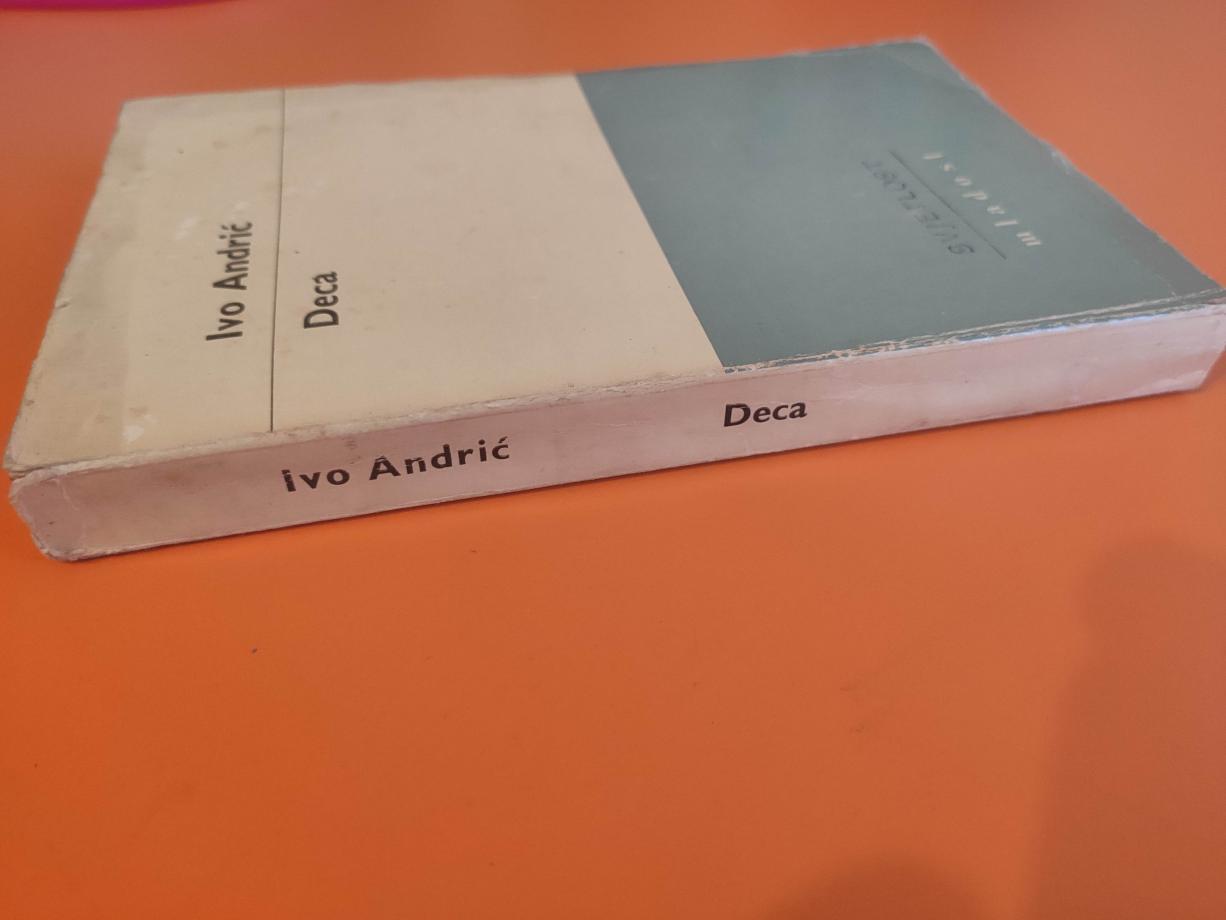 Ivo Andrić
Deca
SVJETLOST
mladost
Ivo Andrić
Deca